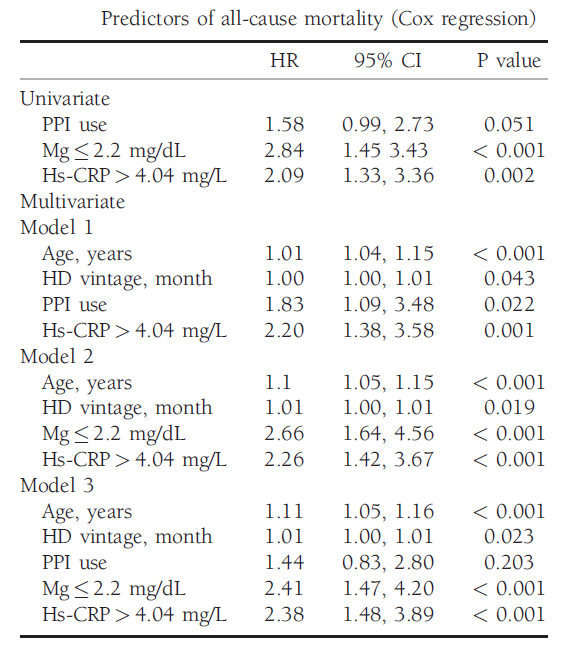 Predictors of all-cause mortality (Cox regression)
HR 95% CI P value
Univariate
PPI use 1.58 0.99, 2.73 0.051
Mg ≤ 2.2 mg/dL 2.84 1.45 3.43 < 0.001
Hs-CRP > 4.04 mg/L 2.09 1.33, 3.36 0.002
Multivariate
Model 1
Age, years 1.01 1.04, 1.15 < 0.001
HD vintage, month 1.00 1.00, 1.01 0.043
PPI use 1.83 1.09, 3.48 0.022
Hs-CRP > 4.04 mg/L 2.20 1.38, 3.58 0.001
Model 2
Age, years 1.1 1.05, 1.15 < 0.001
HD vintage, month 1.01 1.00, 1.01 0.019
Mg ≤ 2.2 mg/dL 2.66 1.64, 4.56 < 0.001
Hs-CRP > 4.04 mg/L 2.26 1.42, 3.67 < 0.001
Model 3
Age, years 1.11 1.05, 1.16 < 0.001
HD vintage, month 1.01 1.00, 1.01 0.023
PPI use 1.44 0.83, 2.80 0.203
Mg ≤ 2.2 mg/dL 2.41 1.47, 4.20 < 0.001
Hs-CRP > 4.04 mg/L 2.38 1.48, 3.89 < 0.001